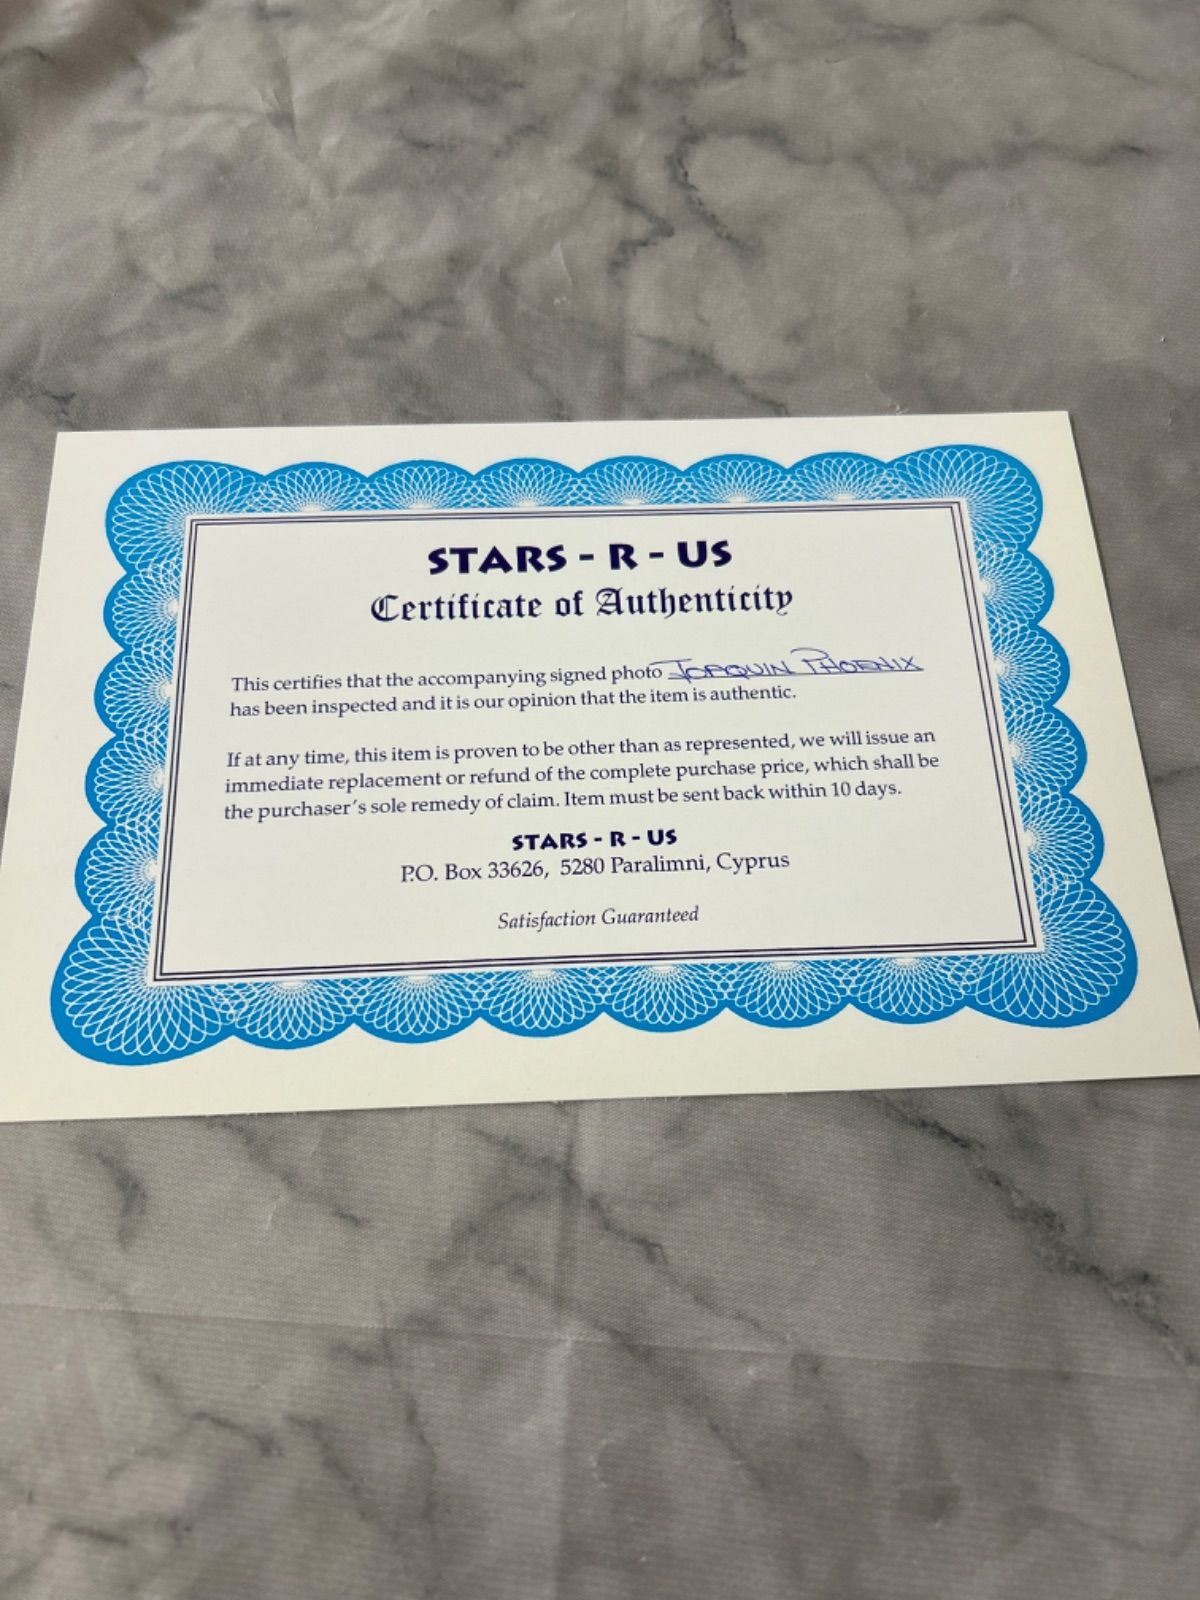 STARS - R - US
Certificate of Authenticity
This certifies that the accompanying signed photo JOAQUIN PHOENIX
has been inspected and it is our opinion that the item is authentic.
If at any time, this item is proven to be other than as represented, we will issue an
immediate replacement or refund of the complete purchase price, which shall be
the purchaser's sole remedy of claim. Item must be sent back within 10 days.
STARS - R - US
P.O. Box 33626, 5280 Paralimni, Cyprus
Satisfaction Guaranteed